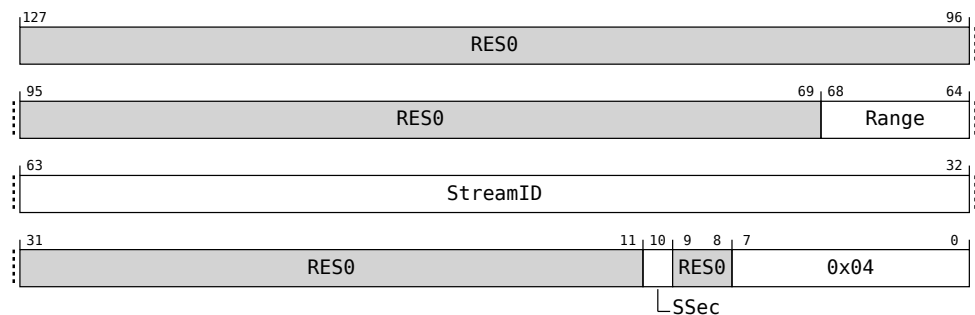 127 96
RES0
95 69 68 64
RES0 Range
63 32
StreamID
31 11 10 9 8 7 0
RES0 RES0 0x04
SSec